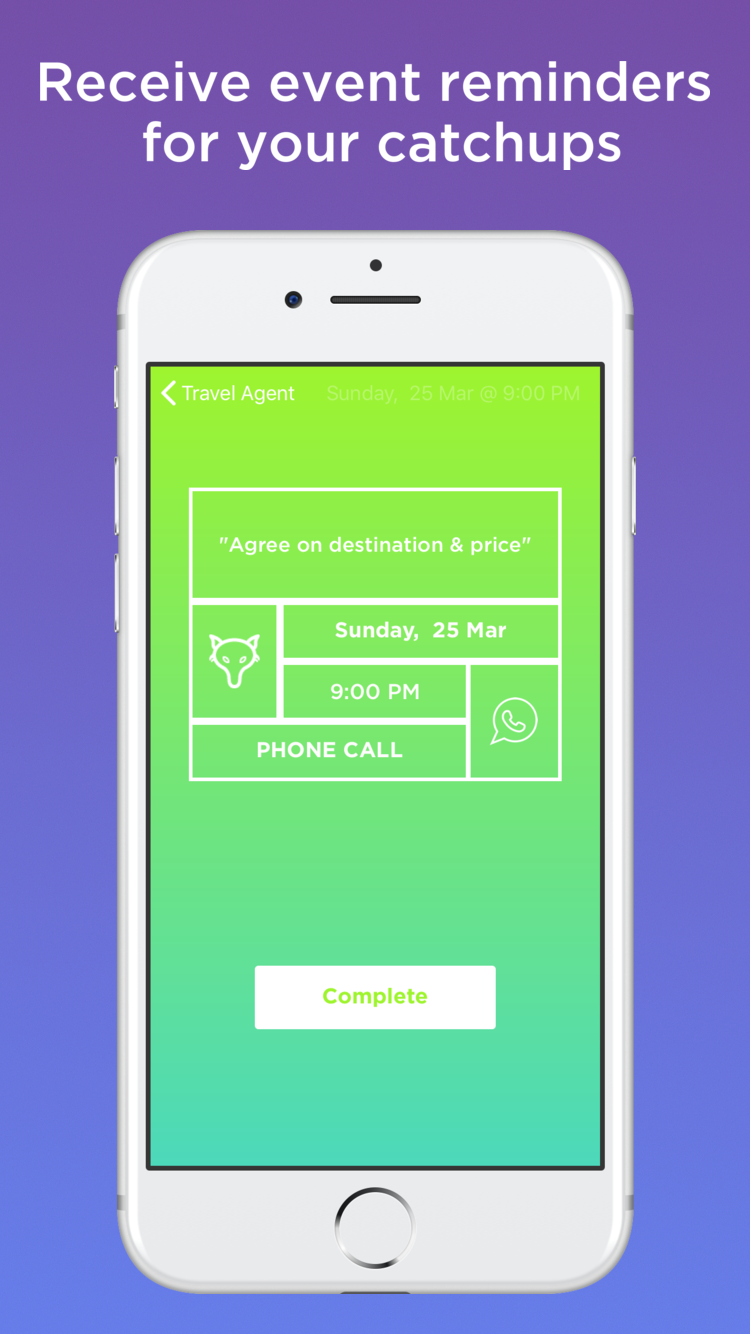 Receive event reminders
for your catchups
Travel Agent Sunday, 25 Mar @ 9:00 PM
"Agree on destination & price"
Sunday, 25 Mar
9:00 PM
PHONE CALL
Complete